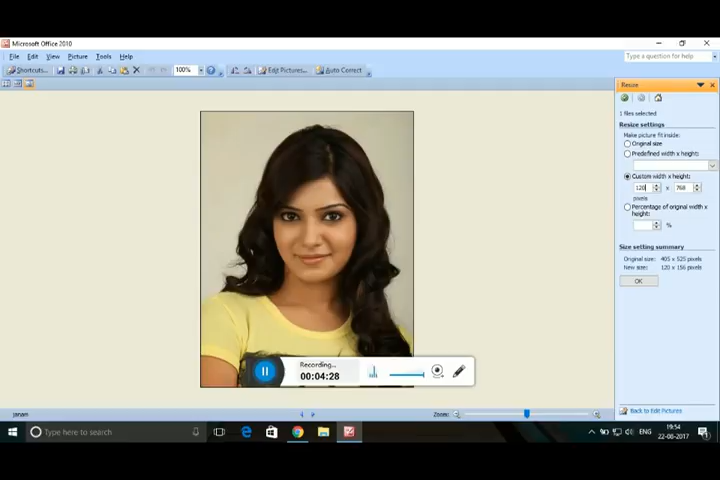 Microsoft Office 2010
File Edit View Picture Tools Help
Type a question for help
Shortcuts...
100%
Edit Pictures...
Auto Correct
Resize
1 files selected
Resize settings
Make picture fit inside:
Original size
Predefined width x height:
Custom width x height:
120 x 768
pixels
Percentage of original width x
height:
%
Size setting summary
Original size: 405 x 525 pixels
New size: 120 x 156 pixels
OK
Recording...
00:04:28
Back to Edit Pictures
Zoom:
Type here to search
ENG
19:54
22-08-2017